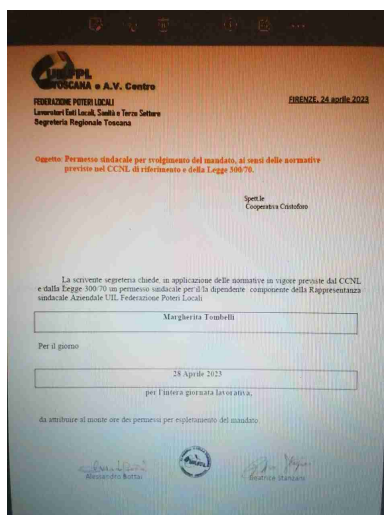 UILFPL
TOSCANA e A.V. Centro
FEDERAZIONE POTERI LOCALI
Lavoratori Enti Locali, Sanità e Terzo Settore
Segreteria Regionale Toscana
FIRENZE, 24 aprile 2023
Oggetto: Permesso sindacale per svolgimento del mandato, ai sensi delle normative
previste nel CCNL di riferimento e della Legge 300/70.
Spett.le
Cooperativa Cristoforo
La scrivente segreteria chiede, in applicazione delle normative in vigore previste dal CCNL
e dalla Legge 300/70 un permesso sindacale per il/la dipendente componente della Rappresentanza
sindacale Aziendale UIL Federazione Poteri Locali
Margherita Tombelli
Per il giorno
28 Aprile 2023
per l'intera giornata lavorativa,
da attribuire al monte ore dei permessi per espletamento del mandato.
Alessandro Bottai
Beatrice Stanzani